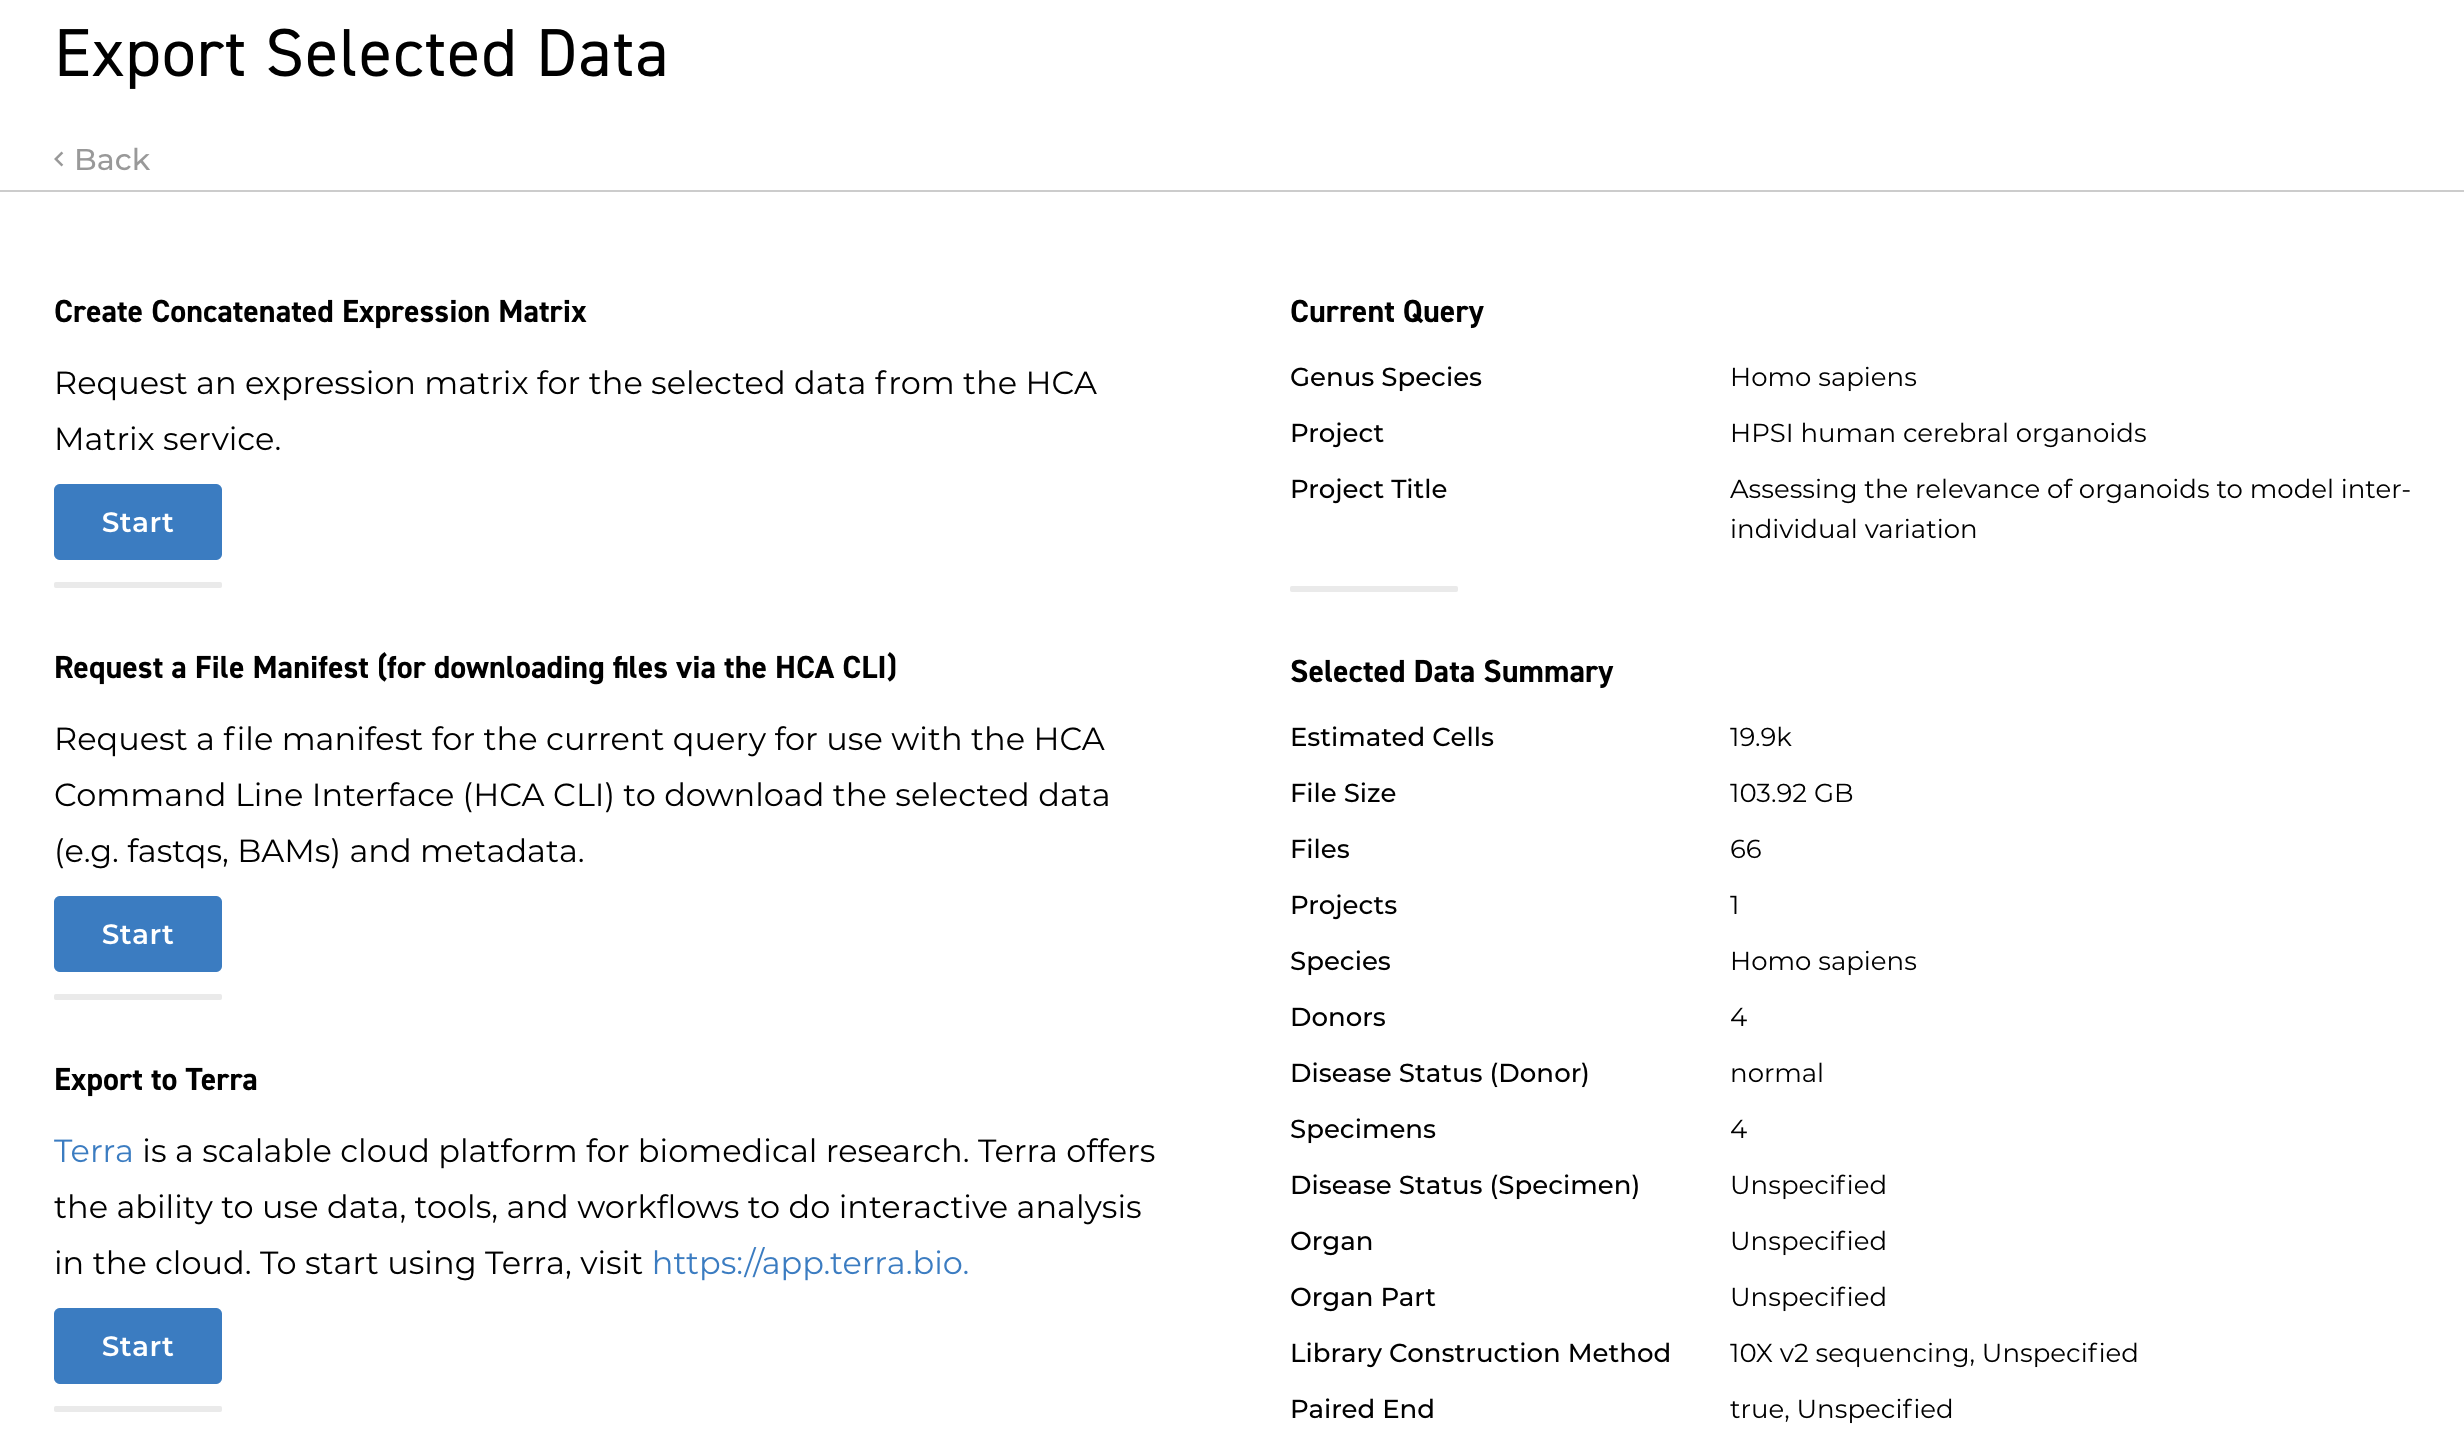 Export Selected Data
< Back
Create Concatenated Expression Matrix
Request an expression matrix for the selected data from the HCA
Matrix service.
Start
Request a File Manifest (for downloading files via the HCA CLI)
Request a file manifest for the current query for use with the HCA
Command Line Interface (HCA CLI) to download the selected data
(e.g. fastqs, BAMs) and metadata.
Start
Export to Terra
Terra is a scalable cloud platform for biomedical research. Terra offers
the ability to use data, tools, and workflows to do interactive analysis
in the cloud. To start using Terra, visit https://app.terra.bio.
Start
Current Query
Genus Species Homo sapiens
Project HPSI human cerebral organoids
Project Title Assessing the relevance of organoids to model inter-
individual variation
Selected Data Summary
Estimated Cells 19.9k
File Size 103.92 GB
Files 66
Projects 1
Species Homo sapiens
Donors 4
Disease Status (Donor) normal
Specimens 4
Disease Status (Specimen) Unspecified
Organ Unspecified
Organ Part Unspecified
Library Construction Method 10X v2 sequencing, Unspecified
Paired End true, Unspecified